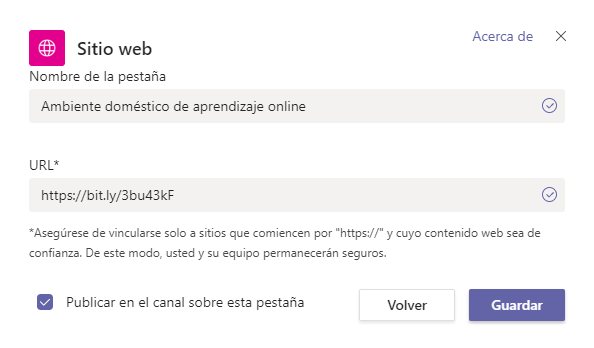 Sitio web
Acerca de
Nombre de la pestaña
Ambiente doméstico de aprendizaje online
URL*
https://bit.ly/3bu43kF
*Asegúrese de vincularse solo a sitios que comiencen por "https://" y cuyo contenido web sea de
confianza. De este modo, usted y su equipo permanecerán seguros.
Publicar en el canal sobre esta pestaña
Volver
Guardar